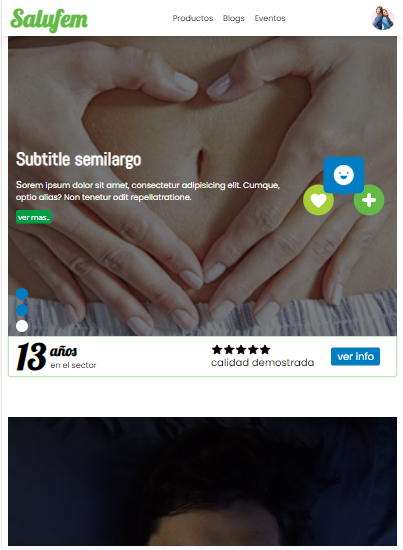 Salufem
Productos Blogs Eventos
Subtitle semilargo
Sorem ipsum dolor sit amet, consectetur adipisicing elit. Cumque,
optio alias? Non tenetur odit repellatratione.
ver mas..
13 años
en el sector
calidad demostrada
ver info